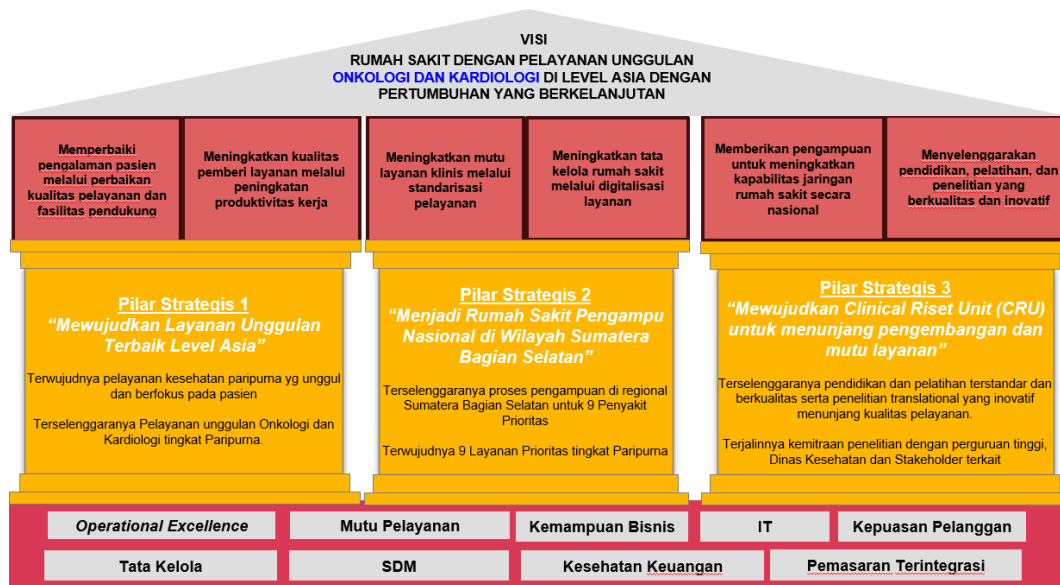 VISI
RUMAH SAKIT DENGAN PELAYANAN UNGGULAN
ONKOLOGI DAN KARDIOLOGI DI LEVEL ASIA DENGAN
PERTUMBUHAN YANG BERKELANJUTAN
Memperbaiki
pengalaman pasien
melalui perbaikan
kualitas pelayanan dan
fasilitas pendukung
Meningkatkan kualitas
pemberi layanan melalui
peningkatan
produktivitas kerja
Meningkatkan mutu
layanan klinis melalui
standarisasi
pelayanan
Meningkatkan tata
kelola rumah sakit
melalui digitalisasi
layanan
Memberikan pengampuan
untuk meningkatkan
kapabilitas jaringan
rumah sakit secara
nasional
Menyelenggarakan
pendidikan, pelatihan, dan
penelitian yang
berkualitas dan inovatif
Pilar Strategis 1
“Mewujudkan Layanan Unggulan
Terbaik Level Asia”
Terwujudnya pelayanan kesehatan paripurna yg unggul
dan berfokus pada pasien
Terselenggaranya Pelayanan unggulan Onkologi dan
Kardiologi tingkat Paripurna.
Pilar Strategis 2
“Menjadi Rumah Sakit Pengampu
Nasional di Wilayah Sumatera
Bagian Selatan”
Terselenggaranya proses pengampuan di regional
Sumatera Bagian Selatan untuk 9 Penyakit
Prioritas
Terwujudnya 9 Layanan Prioritas tingkat Paripurna
Pilar Strategis 3
“Mewujudkan Clinical Riset Unit (CRU)
untuk menunjang pengembangan dan
mutu layanan”
Terselenggaranya pendidikan dan pelatihan terstandar dan
berkualitas serta penelitian translational yang inovatif
menunjang kualitas pelayanan.
Terjalinnya kemitraan penelitian dengan perguruan tinggi,
Dinas Kesehatan dan Stakeholder terkait
Operational Excellence
Mutu Pelayanan
Kemampuan Bisnis
IT
Kepuasan Pelanggan
Tata Kelola
SDM
Kesehatan Keuangan
Pemasaran Terintegrasi